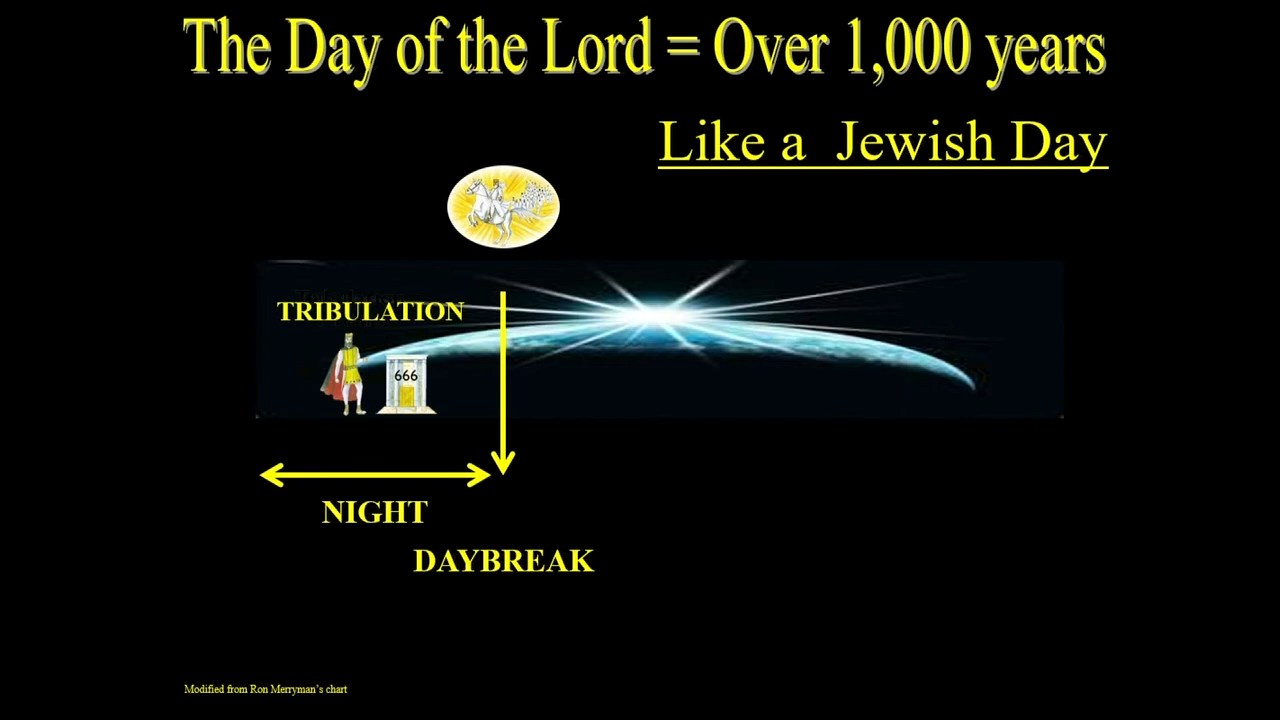 The Day of the Lord = Over 1,000 years
Like a  Jewish Day
TRIBULATION
666
NIGHT
DAYBREAK
Modified from Ron Merryman's chart